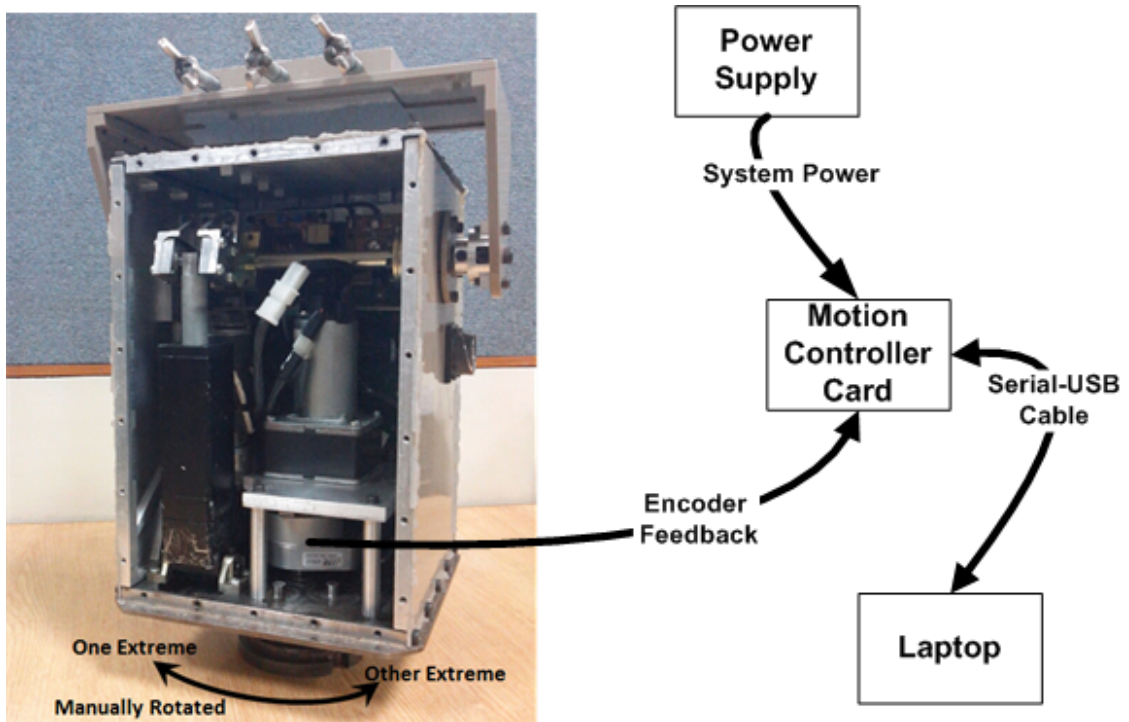 Power
Supply
System Power
Motion
Controller
Card
Serial-USB
Cable
Encoder
Feedback
Laptop
One Extreme
Other Extreme
Manually Rotated